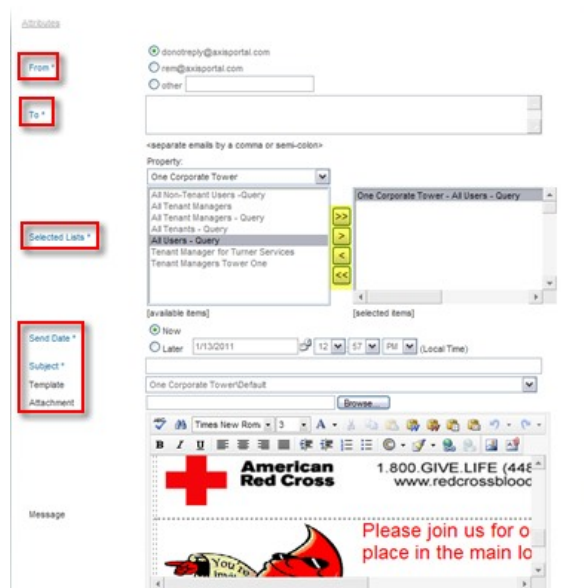 Attributes
From *
donotreply@axisportal.com
rem@axisportal.com
other
To *
<separate emails by a comma or semi-colon>
Property:
One Corporate Tower
Selected Lists *
All Non-Tenant Users -Query
All Tenant Managers
All Tenant Managers - Query
All Tenants - Query
All Users - Query
Tenant Manager for Turner Services
Tenant Managers Tower One
>>
>
<
<<
One Corporate Tower - All Users - Query
[available items]
[selected items]
Send Date *
Now
Later 1/13/2011 12 : 57 PM (Local Time)
Subject *
Template One Corporate Tower\Default
Attachment Browse...
Times New Rom 3 A
B I U
Message
American
Red Cross
1.800.GIVE.LIFE (448
www.redcrossblood
Please join us for o
place in the main lo
You're